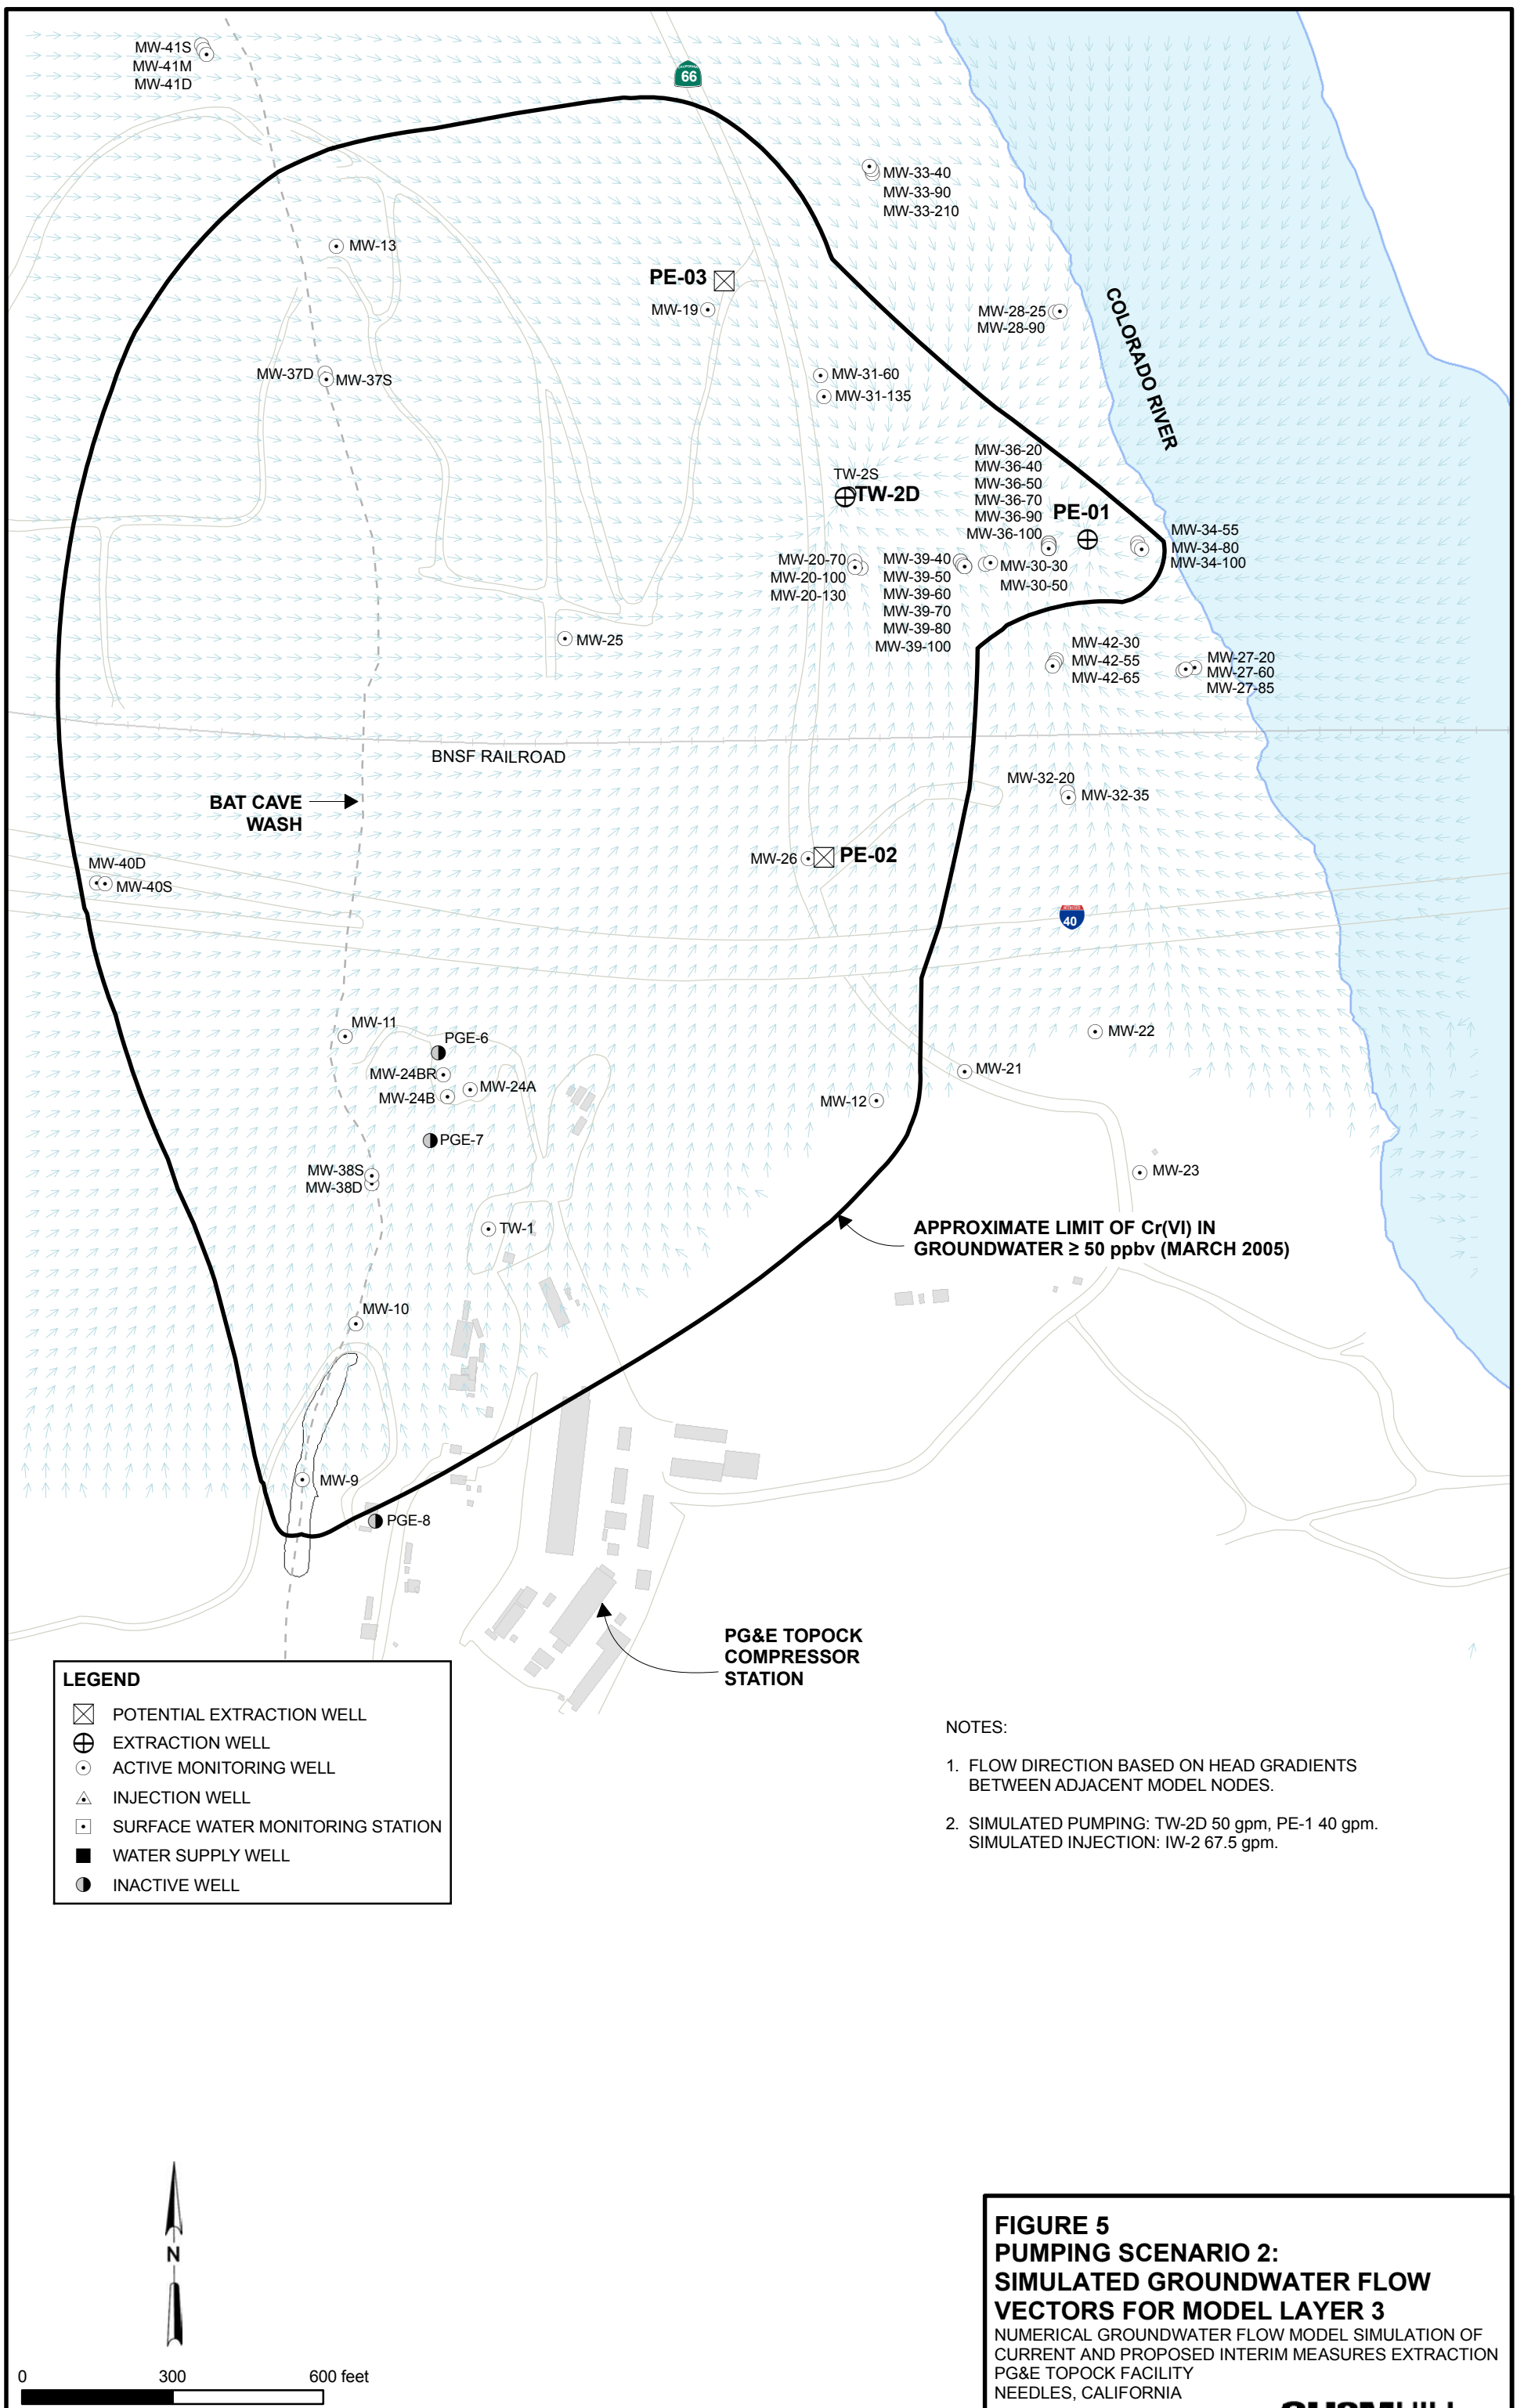 MW-41S
MW-41M
MW-41D
CALIFORNIA
66
MW-33-40
MW-33-90
MW-33-210
MW-13
PE-03
MW-19
MW-28-25
MW-28-90
COLORADO RIVER
MW-37D
MW-37S
MW-31-60
MW-31-135
MW-36-20
MW-36-40
MW-36-50
MW-36-70
MW-36-90
MW-36-100
TW-2S
TW-2D
PE-01
MW-34-55
MW-34-80
MW-34-100
MW-20-70
MW-20-100
MW-20-130
MW-39-40
MW-39-50
MW-39-60
MW-39-70
MW-39-80
MW-39-100
MW-30-30
MW-30-50
MW-25
MW-42-30
MW-42-55
MW-42-65
MW-27-20
MW-27-60
MW-27-85
BNSF RAILROAD
BAT CAVE
WASH
MW-32-20
MW-32-35
MW-26
PE-02
MW-40D
MW-40S
INTERSTATE
40
MW-11
PGE-6
MW-22
MW-24BR
MW-24A
MW-24B
MW-21
MW-12
PGE-7
MW-38S
MW-38D
MW-23
TW-1
APPROXIMATE LIMIT OF Cr(VI) IN
GROUNDWATER ≥ 50 ppbv (MARCH 2005)
MW-10
MW-9
PGE-8
PG&E TOPOCK
COMPRESSOR
STATION
LEGEND
POTENTIAL EXTRACTION WELL
EXTRACTION WELL
ACTIVE MONITORING WELL
INJECTION WELL
SURFACE WATER MONITORING STATION
WATER SUPPLY WELL
INACTIVE WELL
NOTES:
1. FLOW DIRECTION BASED ON HEAD GRADIENTS
BETWEEN ADJACENT MODEL NODES.
2. SIMULATED PUMPING: TW-2D 50 gpm, PE-1 40 gpm.
SIMULATED INJECTION: IW-2 67.5 gpm.
N
0 300 600 feet
FIGURE 5
PUMPING SCENARIO 2:
SIMULATED GROUNDWATER FLOW
VECTORS FOR MODEL LAYER 3
NUMERICAL GROUNDWATER FLOW MODEL SIMULATION OF
CURRENT AND PROPOSED INTERIM MEASURES EXTRACTION
PG&E TOPOCK FACILITY
NEEDLES, CALIFORNIA